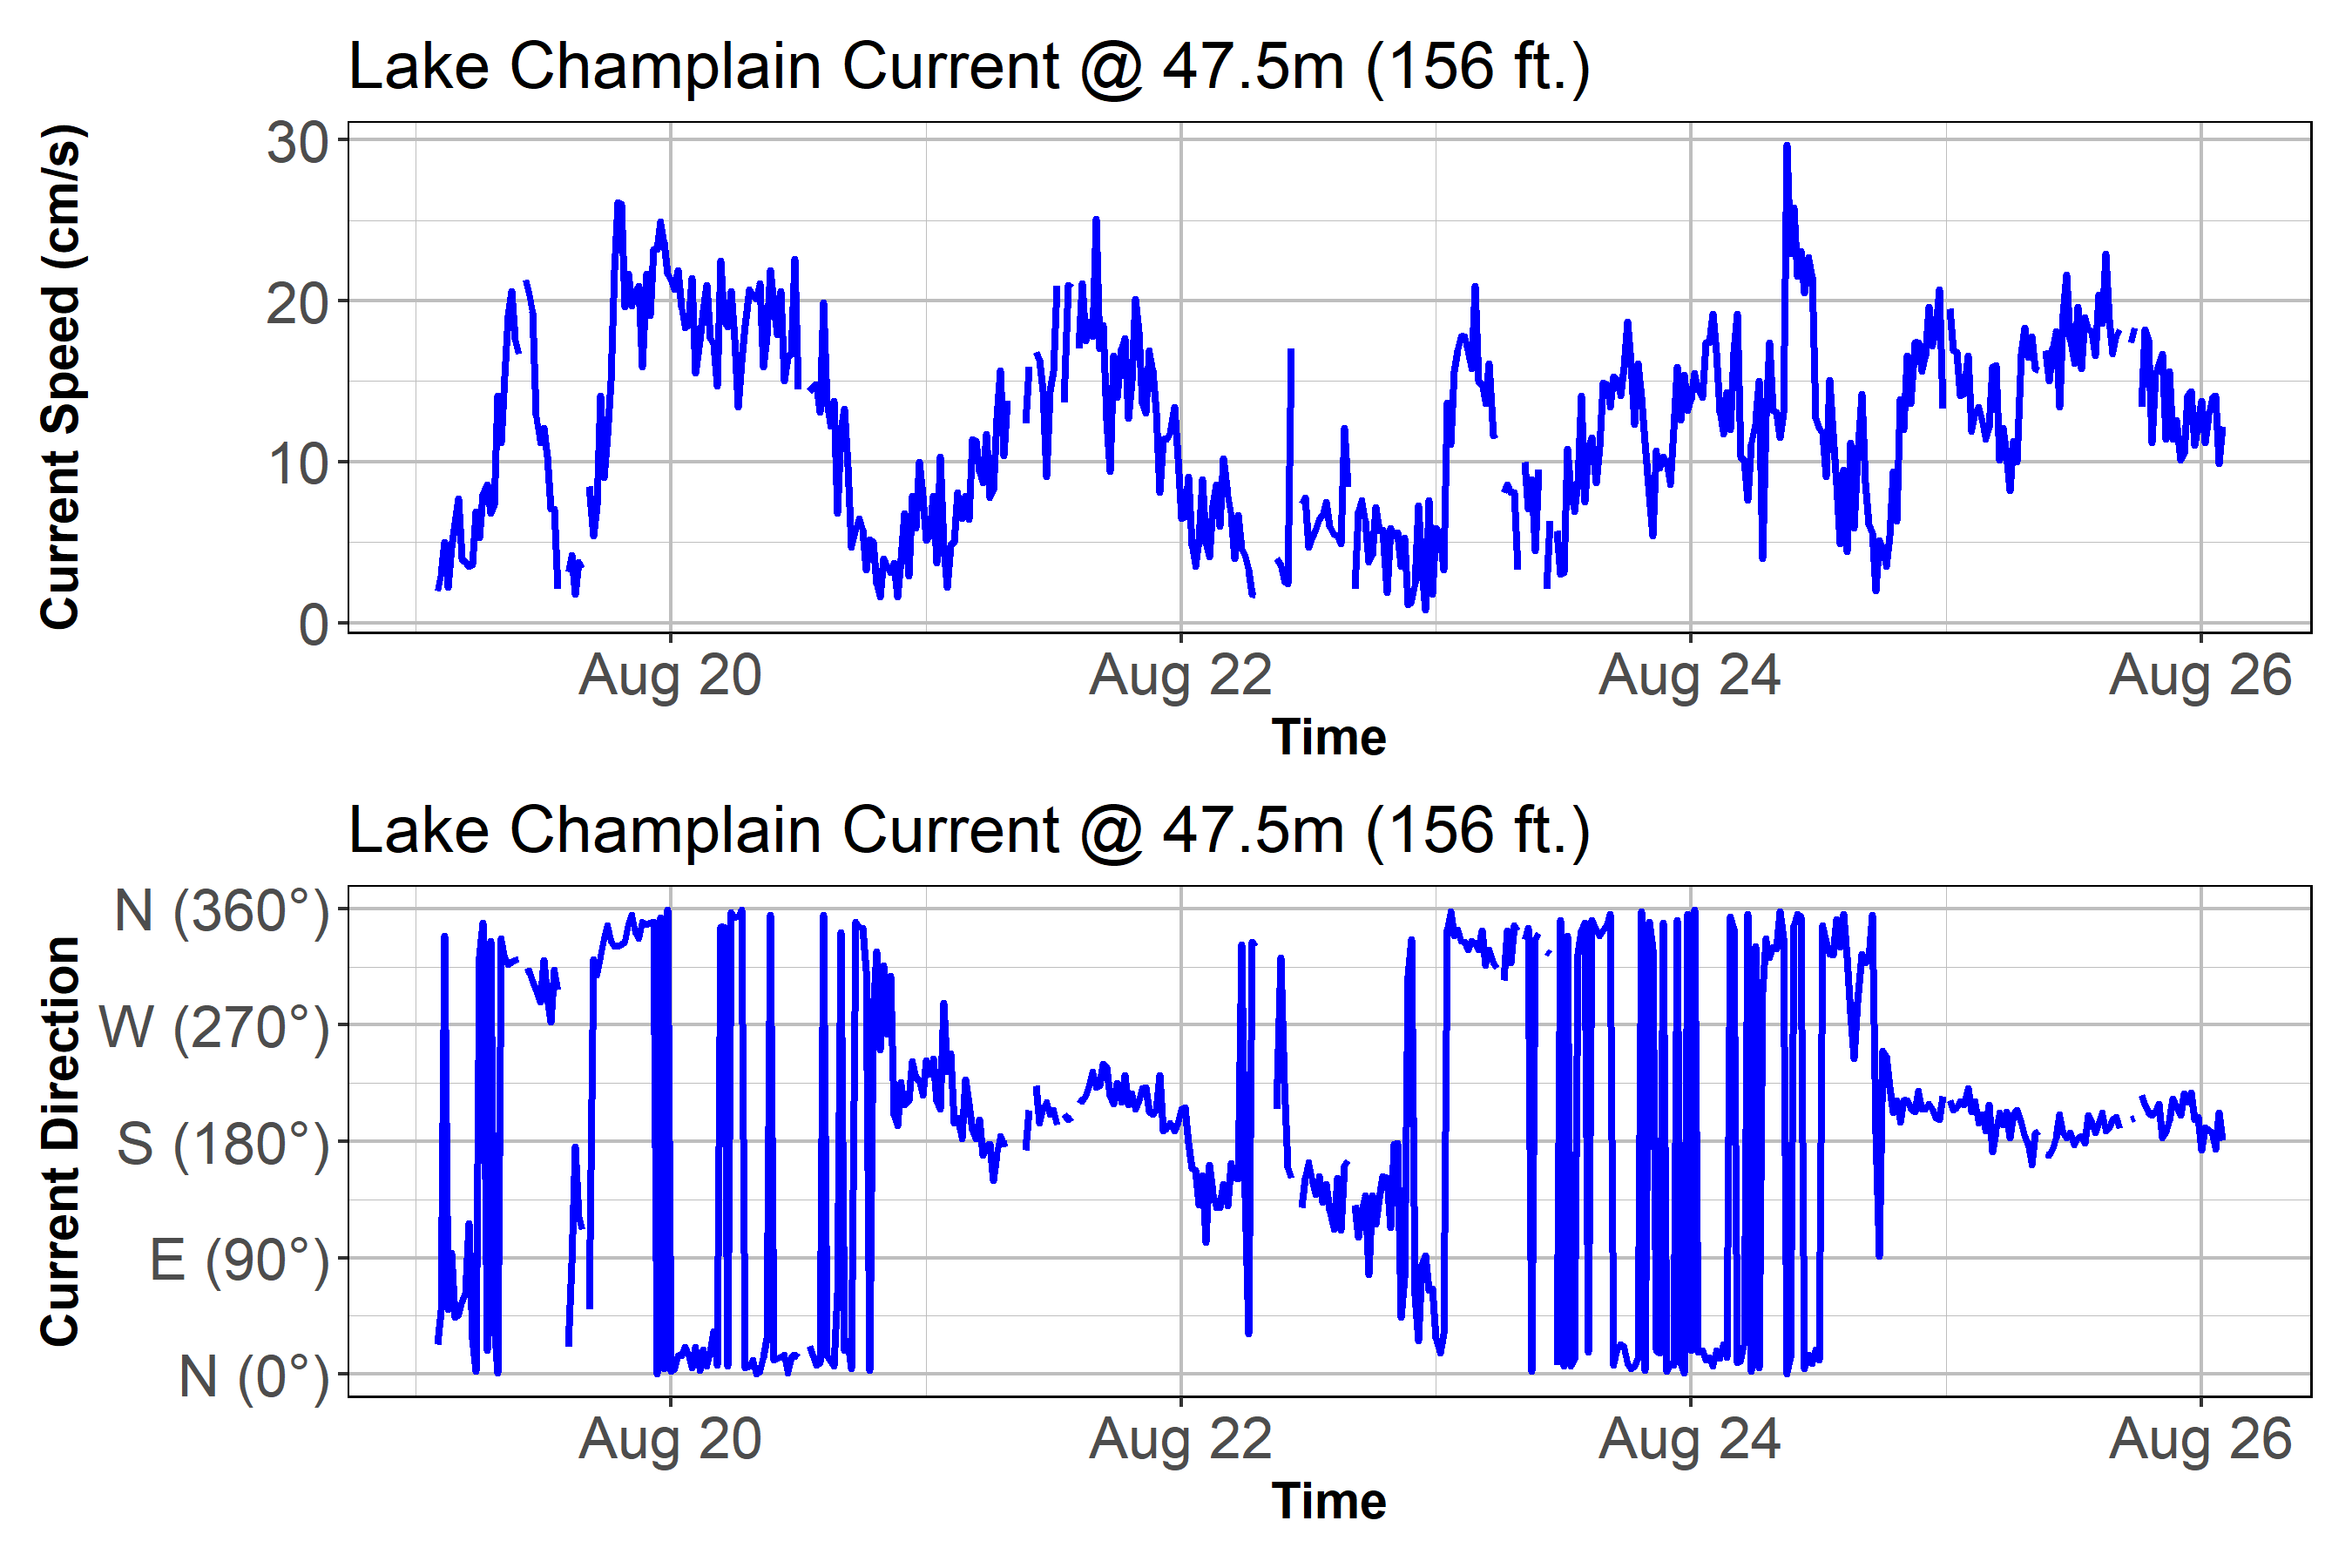 Lake Champlain Current @ 47.5m (156 ft.)
Current Speed (cm/s)
30
20
10
0
Aug 20 Aug 22 Aug 24 Aug 26
Time
Lake Champlain Current @ 47.5m (156 ft.)
Current Direction
N (360°)
W (270°)
S (180°)
E (90°)
N (0°)
Aug 20 Aug 22 Aug 24 Aug 26
Time